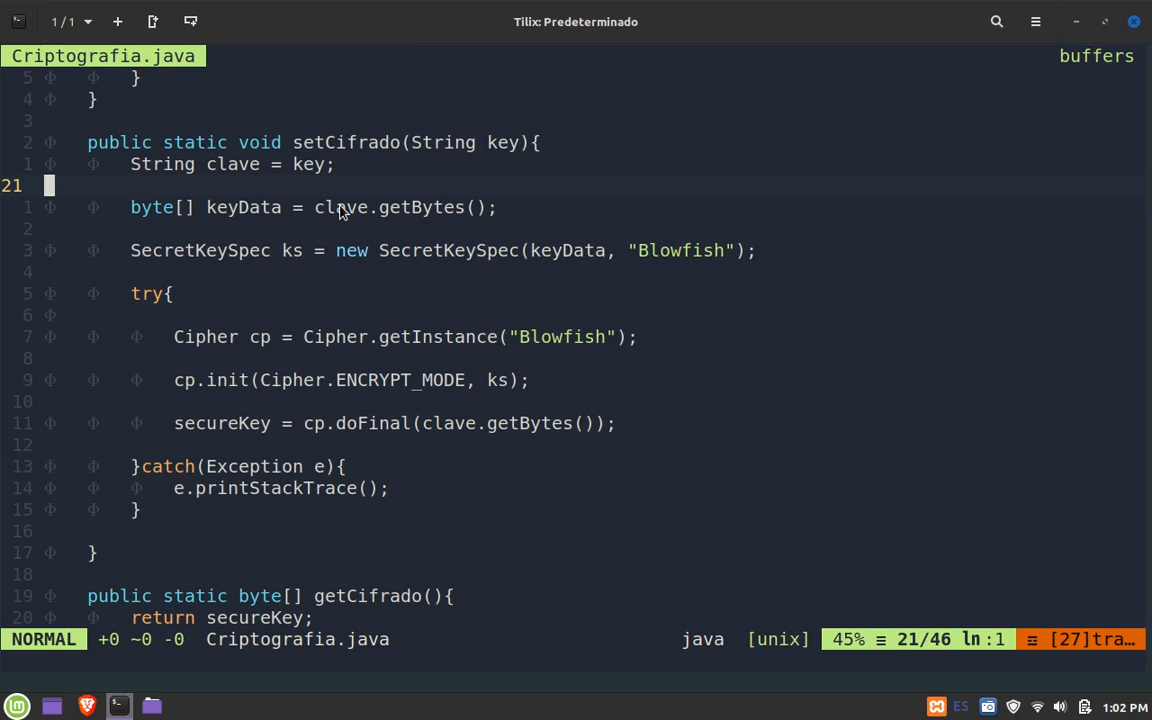 1 / 1
Tilix: Predeterminado
Criptografia.java
buffers
5 }
4 }
3
2 public static void setCifrado(String key){
1 String clave = key;
21
1 byte[] keyData = clave.getBytes();
2
3 SecretKeySpec ks = new SecretKeySpec(keyData, "Blowfish");
4
5 try{
6
7 Cipher cp = Cipher.getInstance("Blowfish");
8
9 cp.init(Cipher.ENCRYPT_MODE, ks);
10
11 secureKey = cp.doFinal(clave.getBytes());
12
13 }catch(Exception e){
14 e.printStackTrace();
15 }
16
17 }
18
19 public static byte[] getCifrado(){
20 return secureKey;
NORMAL +0 ~0 -0 Criptografia.java java [unix] 45% ≡ 21/46 ln:1 ☲ [27]tra…
ES 1:02 PM